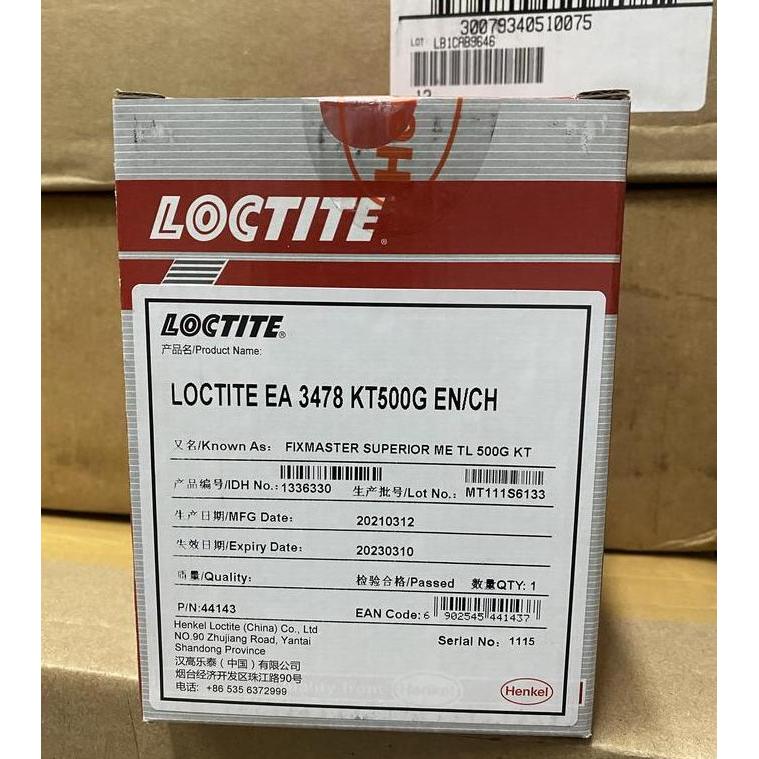 30079340510075
LOT: LB1CAB9646
12
LOCTITE®
LOCTITE®
产品名/Product Name:
LOCTITE EA 3478 KT500G EN/CH
又名/Known As: FIXMASTER SUPERIOR ME TL 500G KT
产品编号/IDH No.: 1336330 生产批号/Lot No.: MT111S6133
生产日期/MFG Date: 20210312
失效日期/Expiry Date: 20230310
质量/Quality: 检验合格/Passed 数量QTY: 1
P/N:44143 EAN Code: 6 902545 441437
Henkel Loctite (China) Co., Ltd
NO.90 Zhujiang Road, Yantai
Shandong Province
Serial No: 1115
汉高乐泰（中国）有限公司
烟台经济开发区珠江路90号
电话: +86 535 6372999
Henkel